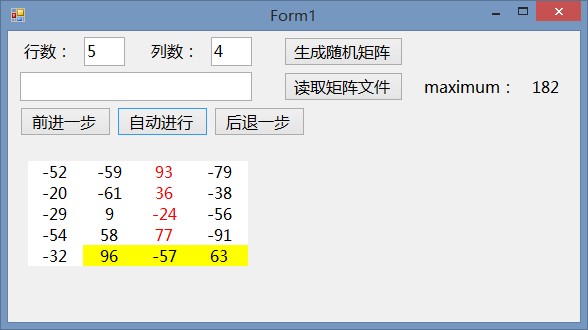 Form1
行数： 5 列数： 4 生成随机矩阵
读取矩阵文件 maximum： 182
前进一步 自动进行 后退一步
-52 -59 93 -79
-20 -61 36 -38
-29 9 -24 -56
-54 58 77 -91
-32 96 -57 63